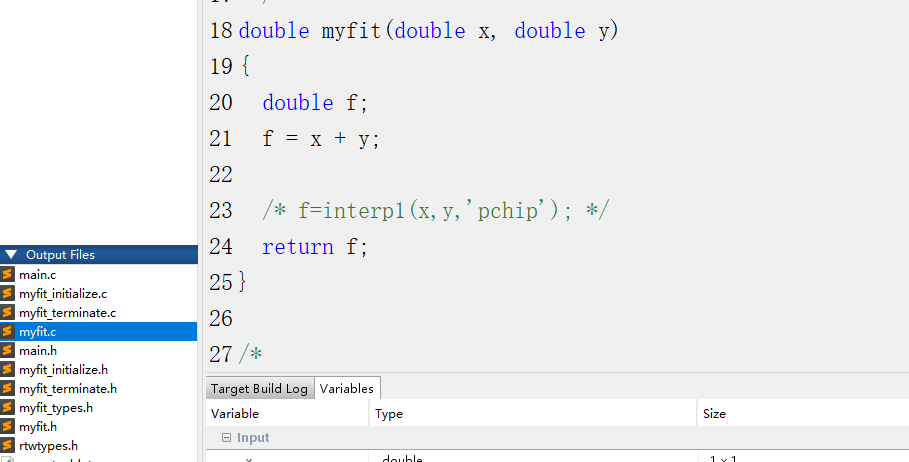 18 double myfit(double x, double y)
19 {
20 double f;
21 f = x + y;
22
23 /* f=interp1(x,y,'pchip'); */
24 return f;
25 }
26
27 /*
Output Files
main.c
myfit_initialize.c
myfit_terminate.c
myfit.c
main.h
myfit_initialize.h
myfit_terminate.h
myfit_types.h
myfit.h
rtwtypes.h
Target Build Log Variables
Variable Type Size
Input
x double 1 x 1